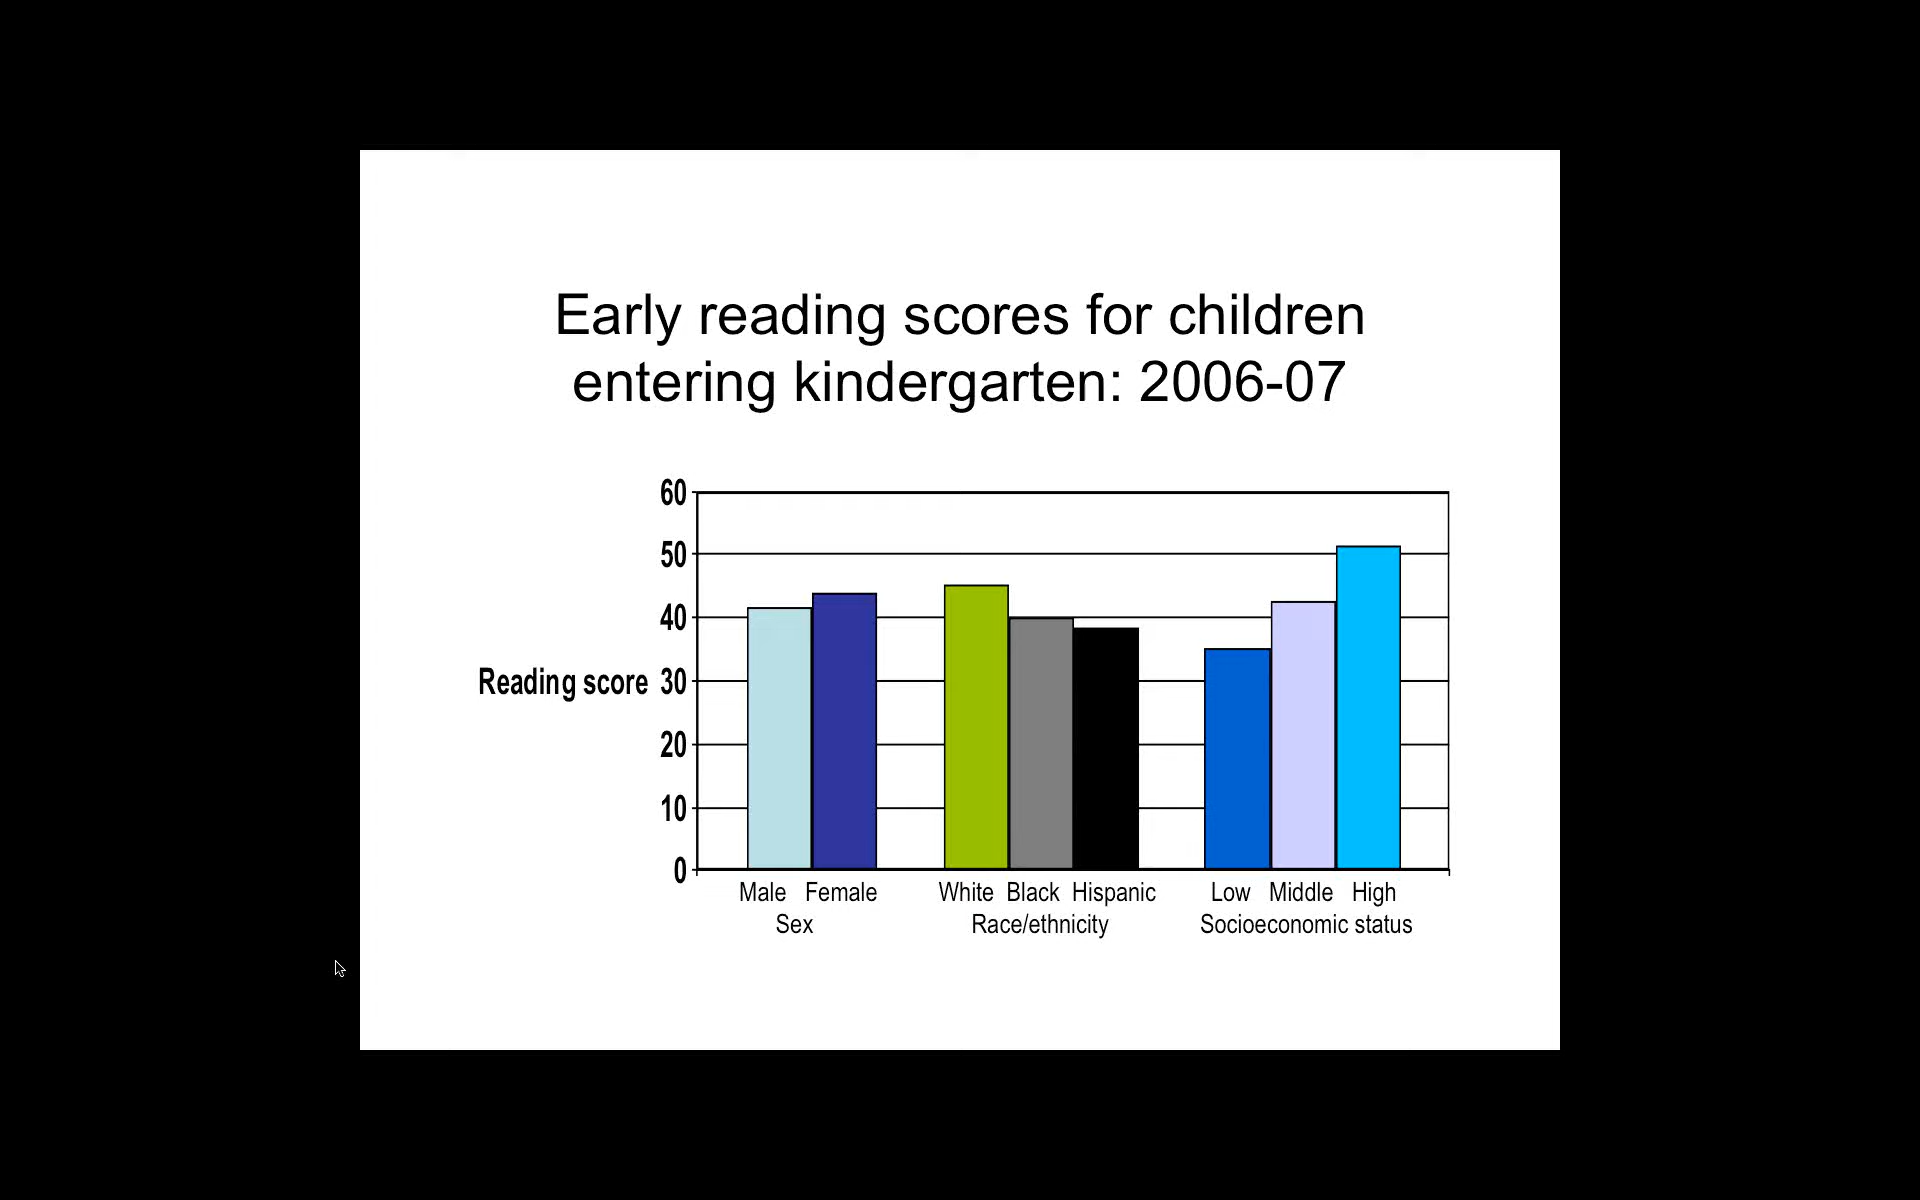 Early reading scores for children
entering kindergarten: 2006-07
60
50
40
Reading score 30
20
10
0
Male Female White Black Hispanic Low Middle High
Sex Race/ethnicity Socioeconomic status